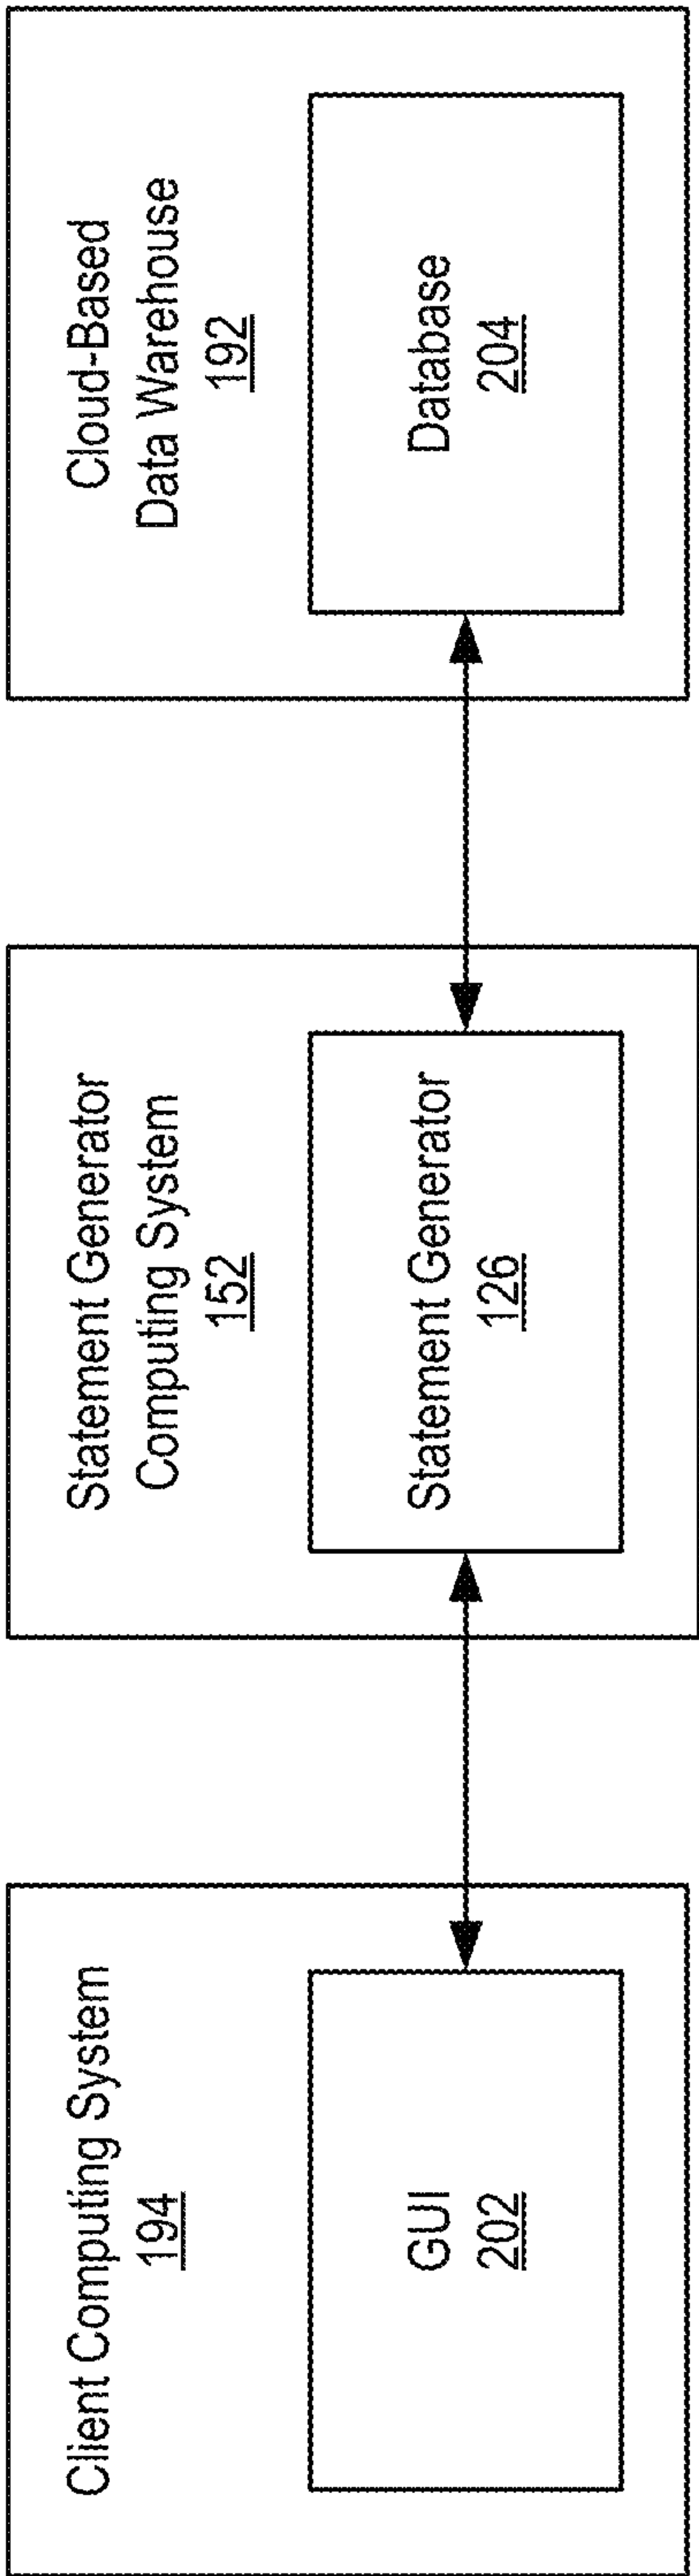 Client Computing System
194
GUI
202
Statement Generator
Computing System
152
Statement Generator
126
Cloud-Based
Data Warehouse
192
Database
204